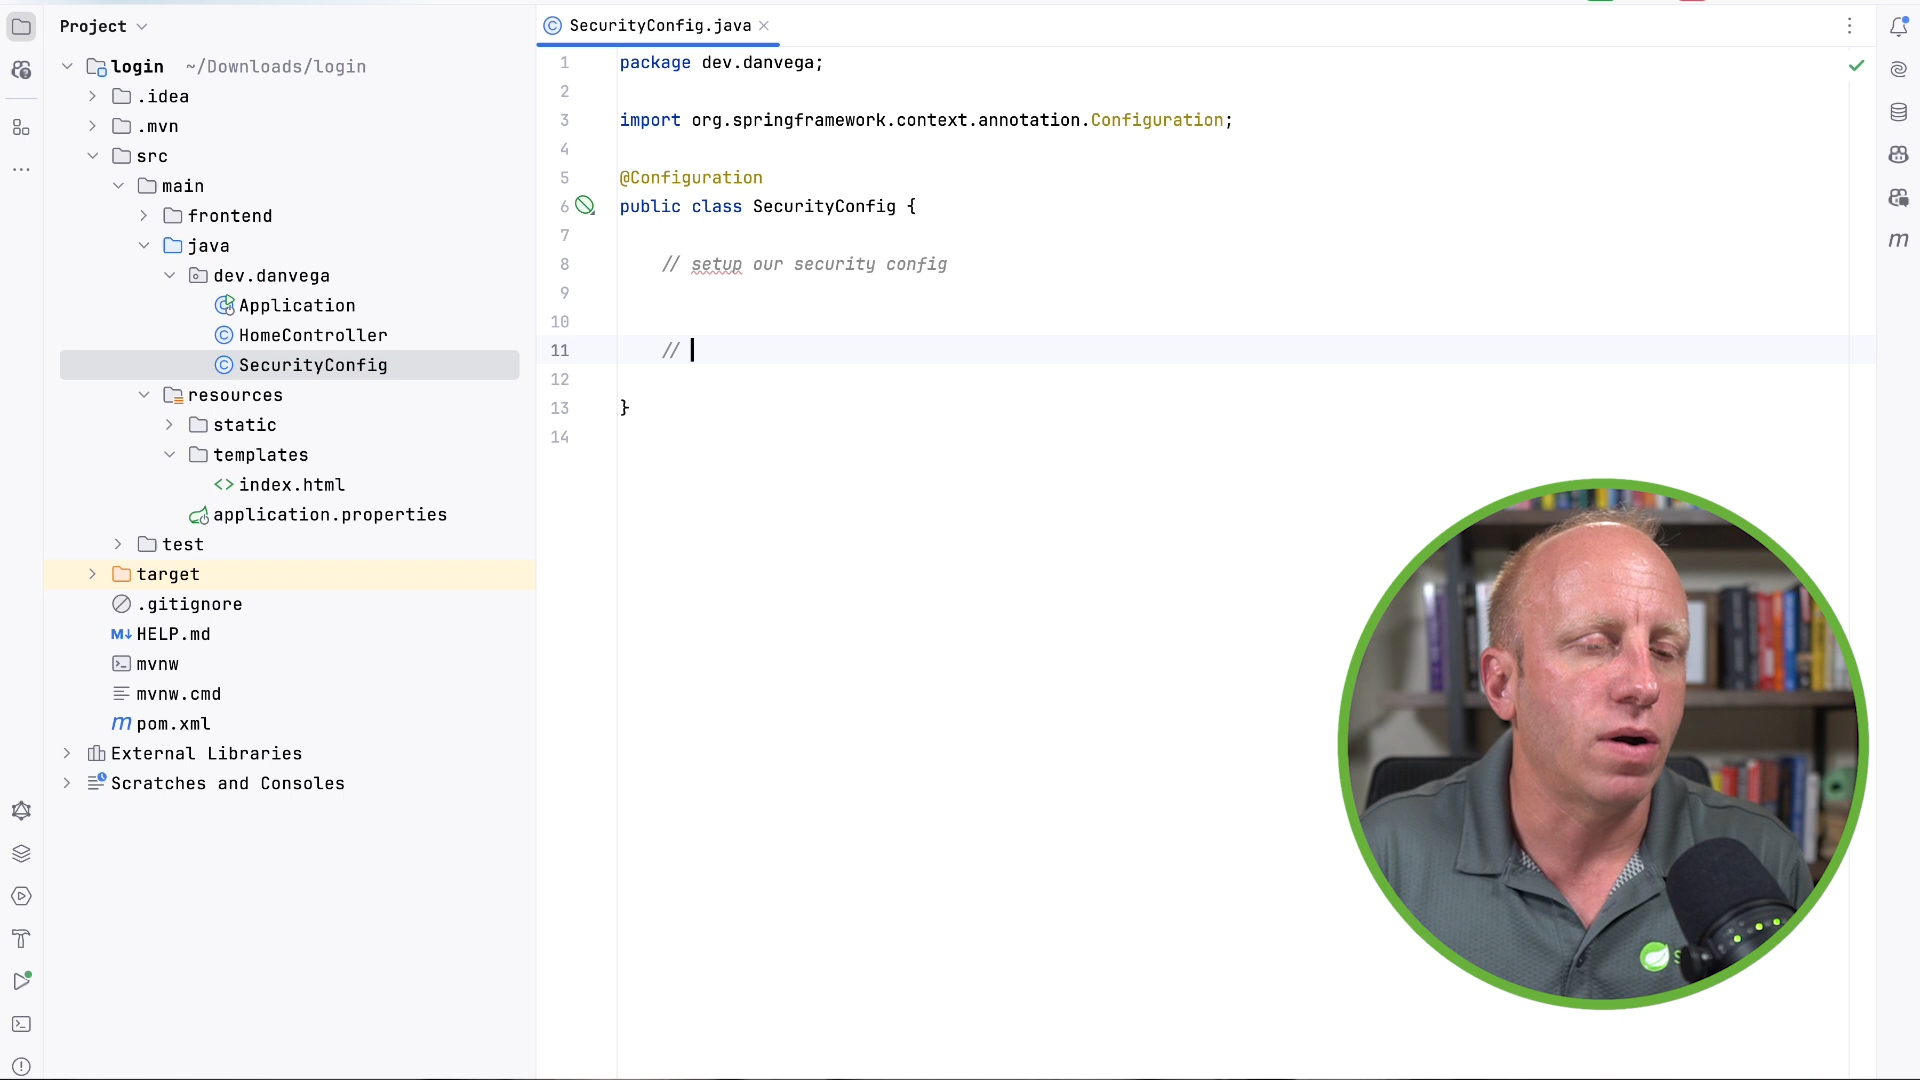 Project
login ~/Downloads/login
.idea
.mvn
src
main
frontend
java
dev.danvega
Application
HomeController
SecurityConfig
resources
static
templates
index.html
application.properties
test
target
.gitignore
HELP.md
mvnw
mvnw.cmd
pom.xml
External Libraries
Scratches and Consoles
SecurityConfig.java
1 package dev.danvega;
2
3 import org.springframework.context.annotation.Configuration;
4
5 @Configuration
6 public class SecurityConfig {
7
8 // setup our security config
9
10
11 //
12
13 }
14